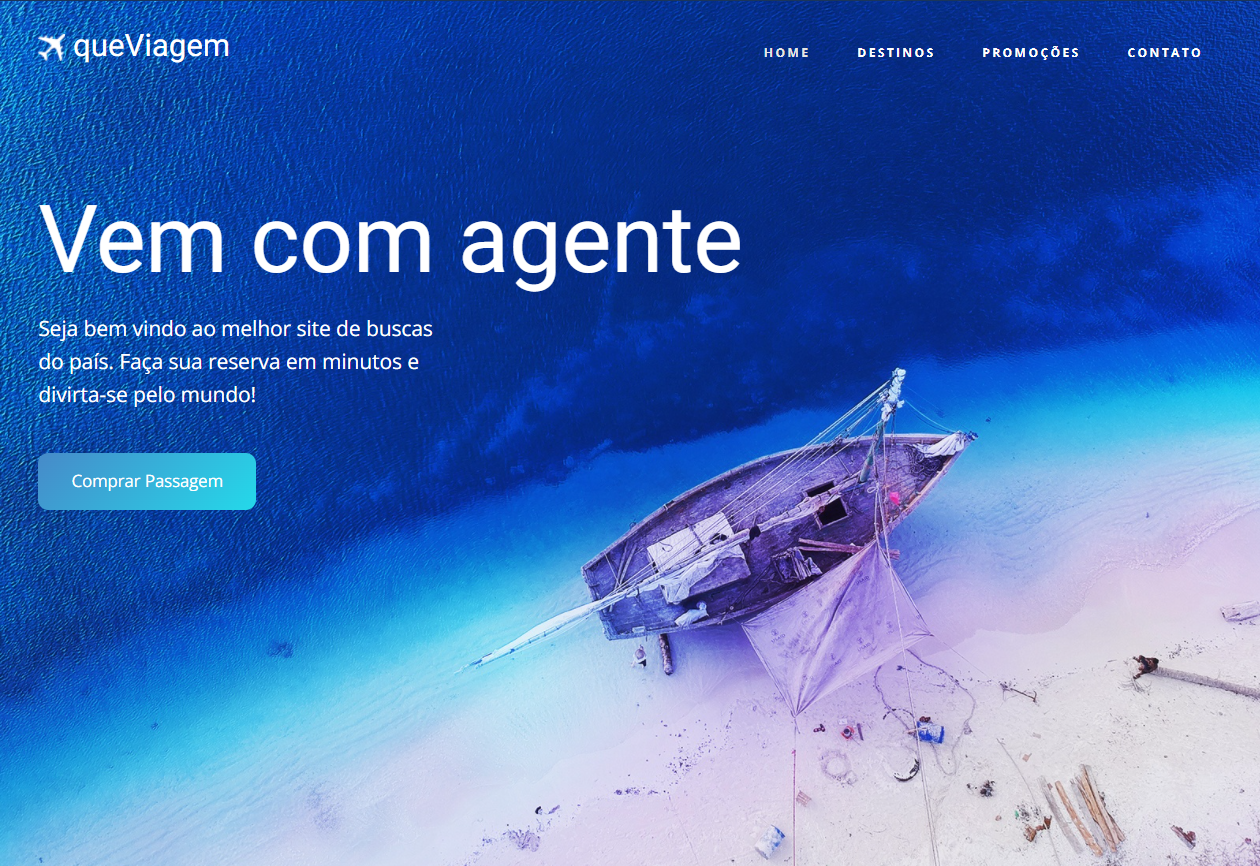 queViagem
HOME DESTINOS PROMOÇÕES CONTATO
Vem com agente
Seja bem vindo ao melhor site de buscas
do país. Faça sua reserva em minutos e
divirta-se pelo mundo!
Comprar Passagem